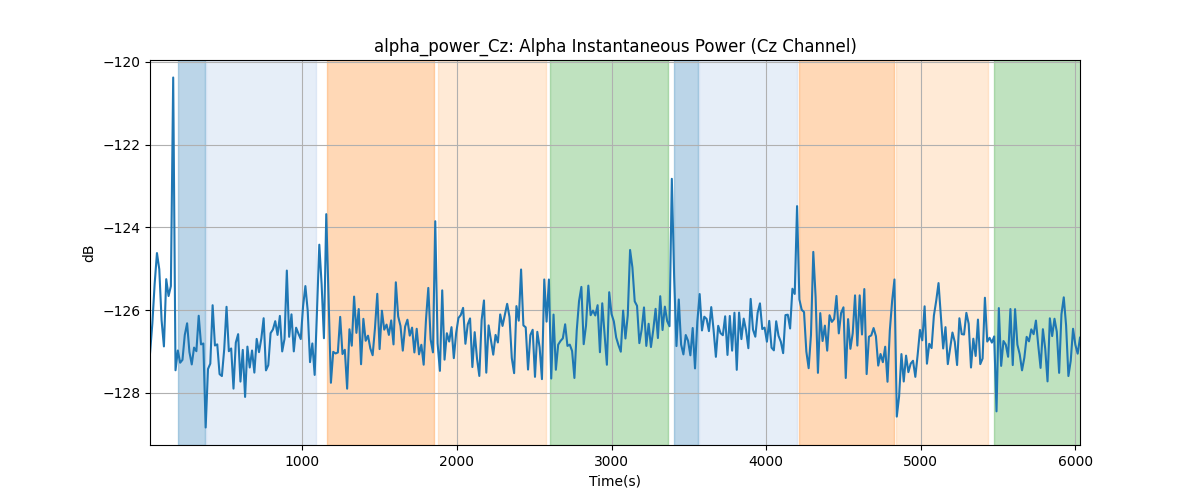 alpha_power_Cz: Alpha Instantaneous Power (Cz Channel)
−120
−122
−124
−126
−128
dB
1000 2000 3000 4000 5000 6000
Time(s)